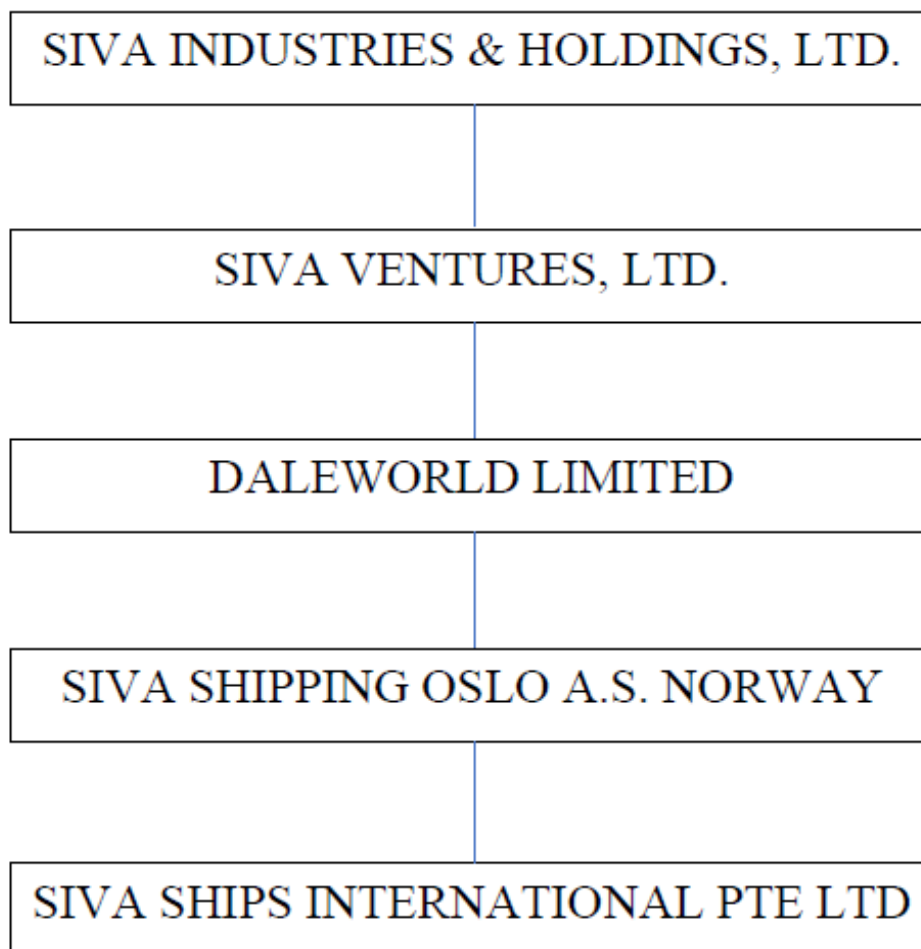 SIVA INDUSTRIES & HOLDINGS, LTD.
SIVA VENTURES, LTD.
DALEWORLD LIMITED
SIVA SHIPPING OSLO A.S. NORWAY
SIVA SHIPS INTERNATIONAL PTE LTD